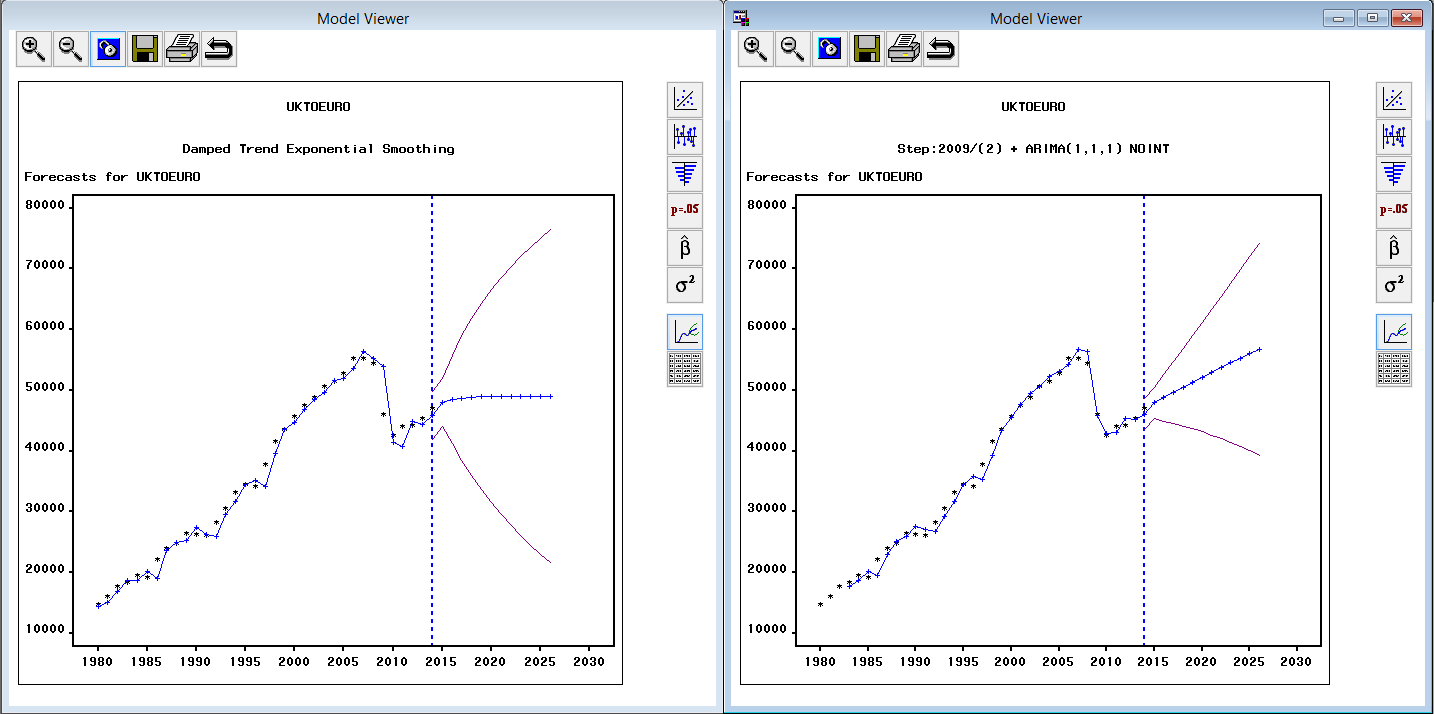 Model Viewer
UKTOEURO
Damped Trend Exponential Smoothing
Forecasts for UKTOEURO
80000
70000
60000
50000
40000
30000
20000
10000
1980 1985 1990 1995 2000 2005 2010 2015 2020 2025 2030
p=.05
β̂
σ²
Model Viewer
UKTOEURO
Step:2009/(2) + ARIMA(1,1,1) NOINT
Forecasts for UKTOEURO
80000
70000
60000
50000
40000
30000
20000
10000
1980 1985 1990 1995 2000 2005 2010 2015 2020 2025 2030
p=.05
β̂
σ²